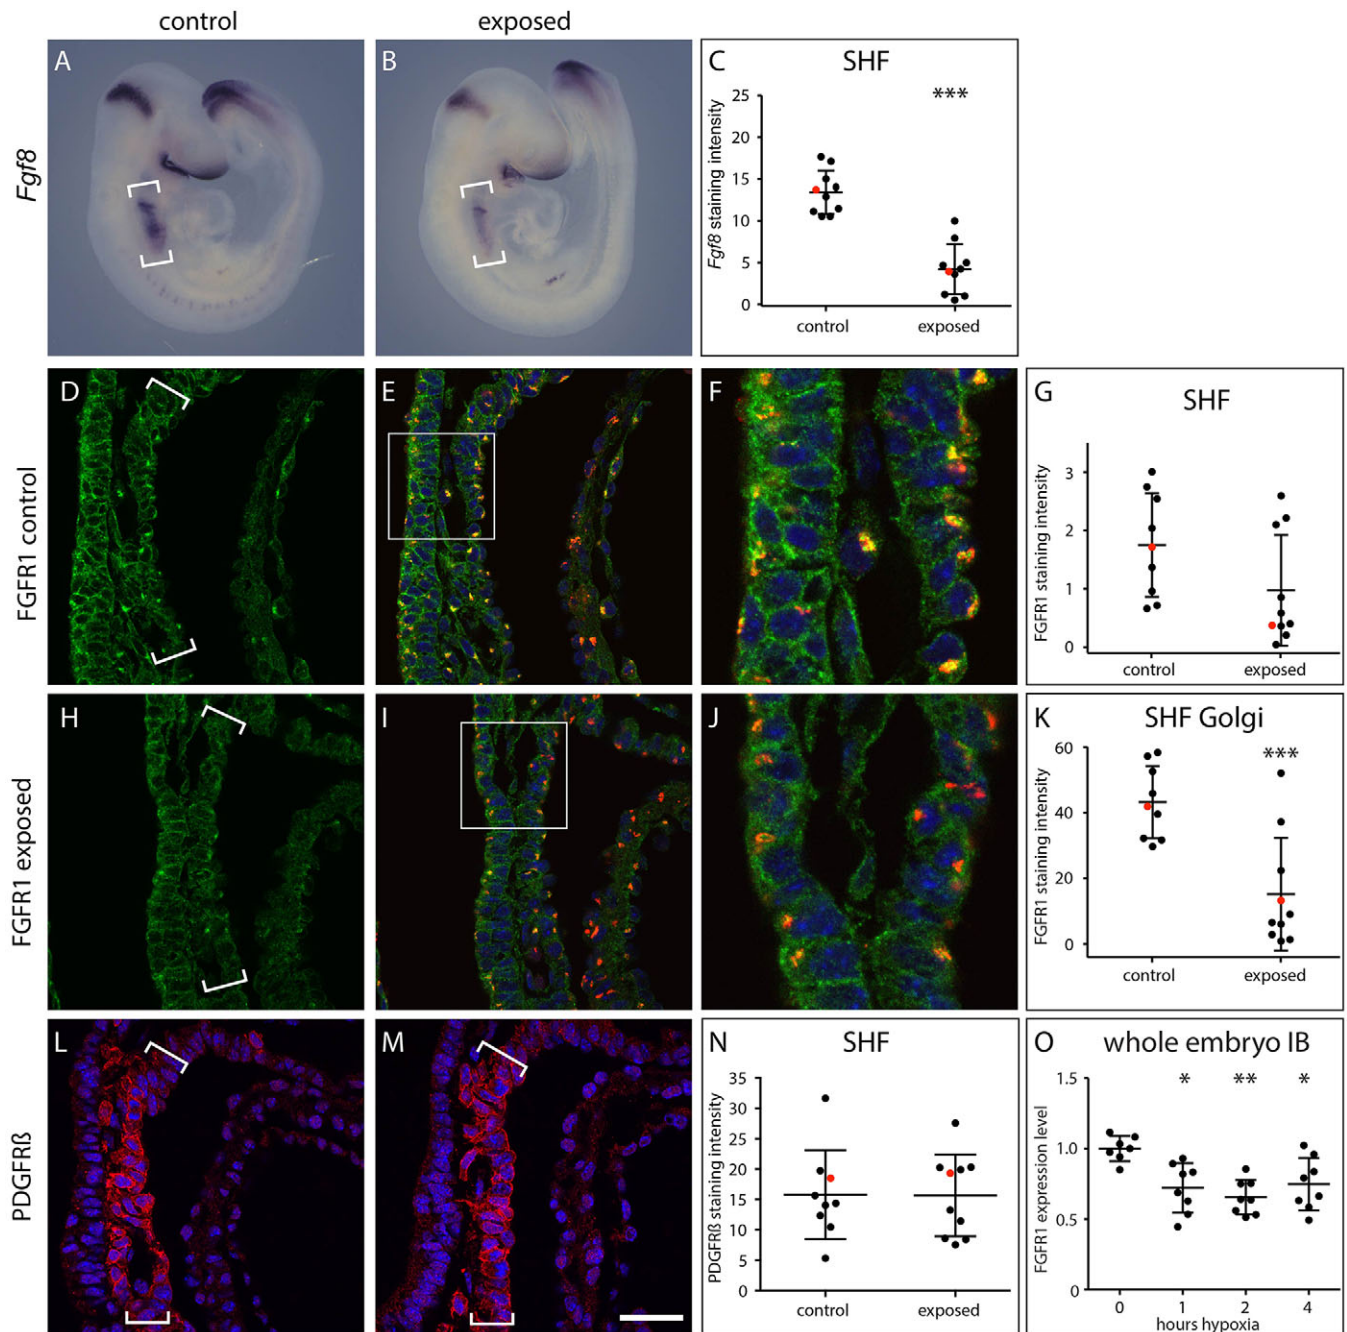 control
exposed
Fgf8
A
B
C
SHF
***
25
20
15
10
5
0
Fgf8 staining intensity
control
exposed
FGFR1 control
D
E
F
G
SHF
3
2
1
0
FGFR1 staining intensity
control
exposed
FGFR1 exposed
H
I
J
K
SHF Golgi
***
60
40
20
0
FGFR1 staining intensity
control
exposed
PDGFRß
L
M
N
SHF
35
30
25
20
15
10
5
0
PDGFRß staining intensity
control
exposed
O
whole embryo IB
* ** *
1.5
1.0
0.5
0
FGFR1 expression level
0 1 2 4
hours hypoxia